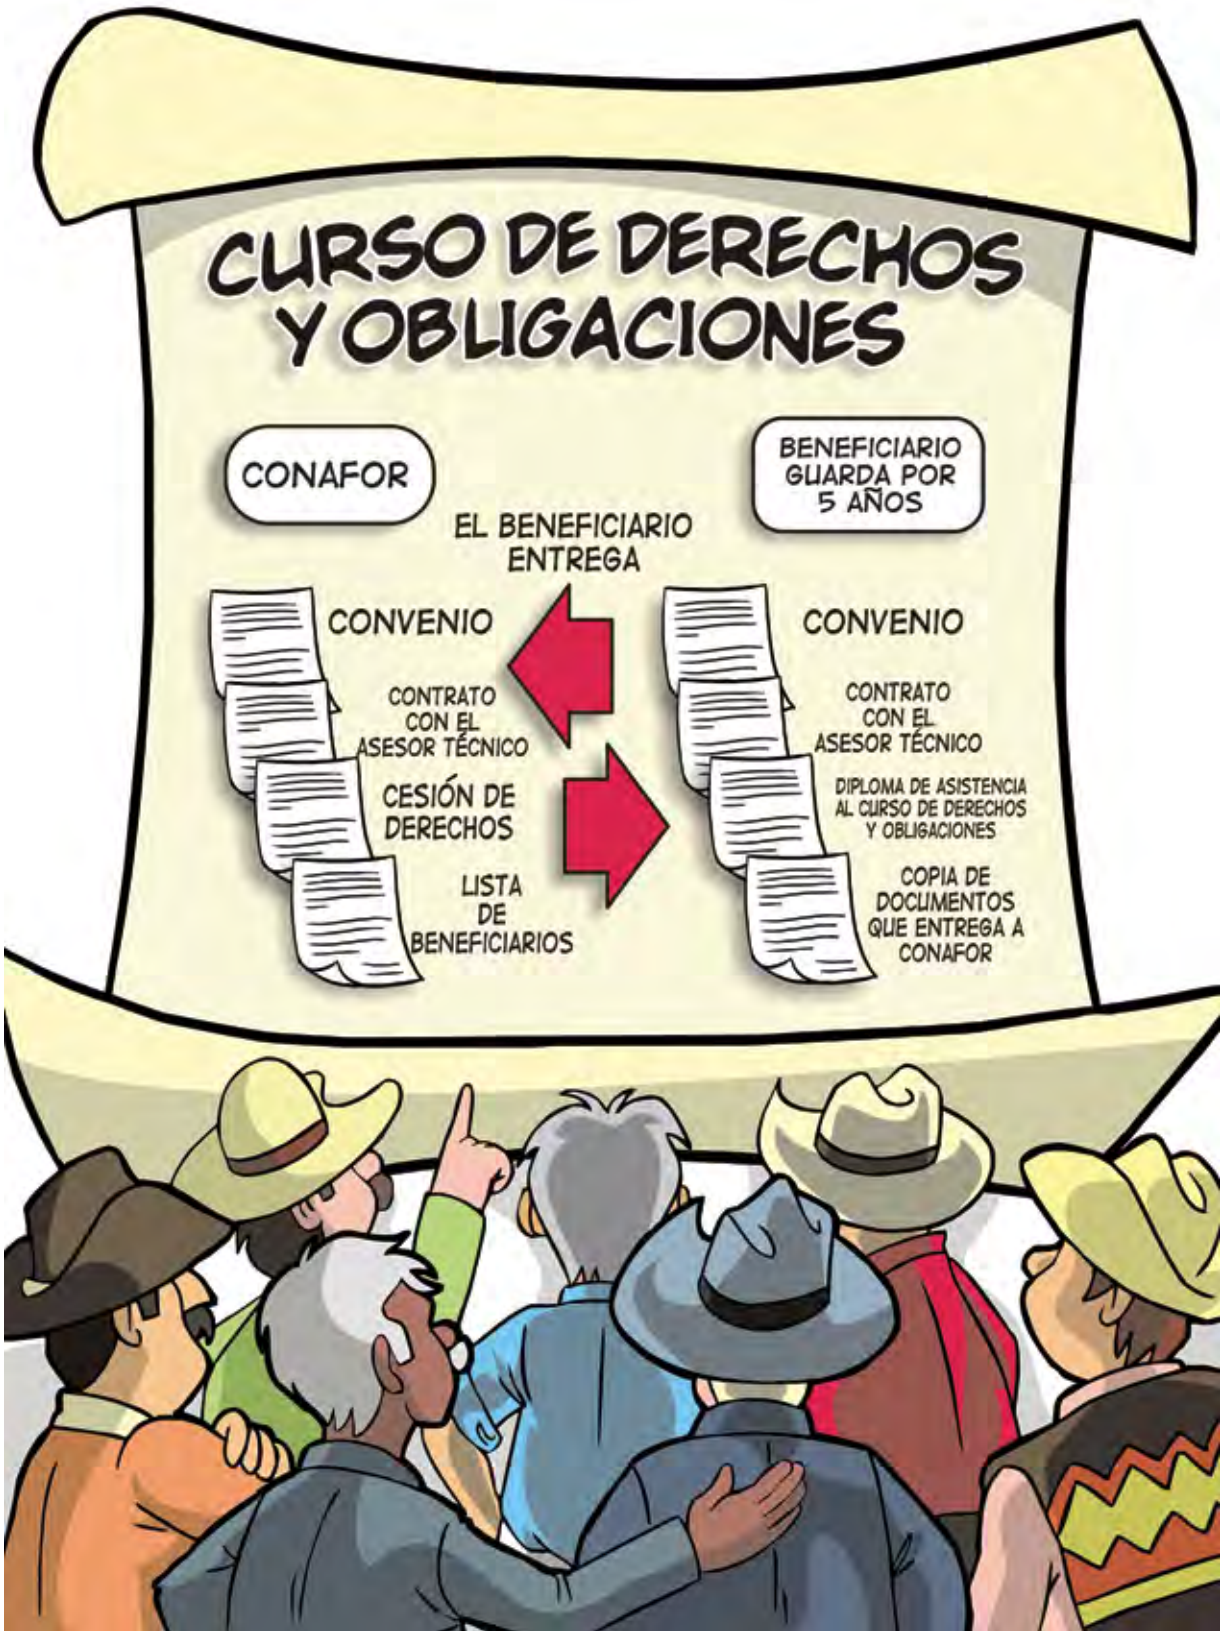 CURSO DE DERECHOS
Y OBLIGACIONES
CONAFOR
BENEFICIARIO
GUARDA POR
5 AÑOS
EL BENEFICIARIO
ENTREGA
CONVENIO
CONTRATO
CON EL
ASESOR TÉCNICO
CESIÓN DE
DERECHOS
LISTA
DE
BENEFICIARIOS
CONVENIO
CONTRATO
CON EL
ASESOR TÉCNICO
DIPLOMA DE ASISTENCIA
AL CURSO DE DERECHOS
Y OBLIGACIONES
COPIA DE
DOCUMENTOS
QUE ENTREGA A
CONAFOR